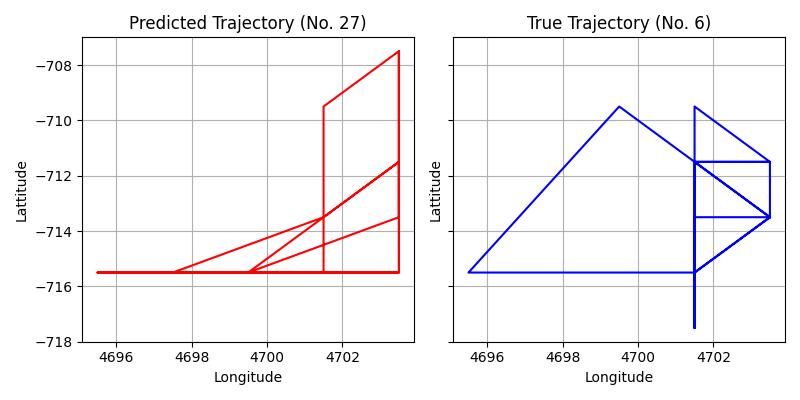 Predicted Trajectory (No. 27)
True Trajectory (No. 6)
Lattitude
−708
−710
−712
−714
−716
−718
4696
4698
4700
4702
Longitude
Lattitude
4696
4698
4700
4702
Longitude